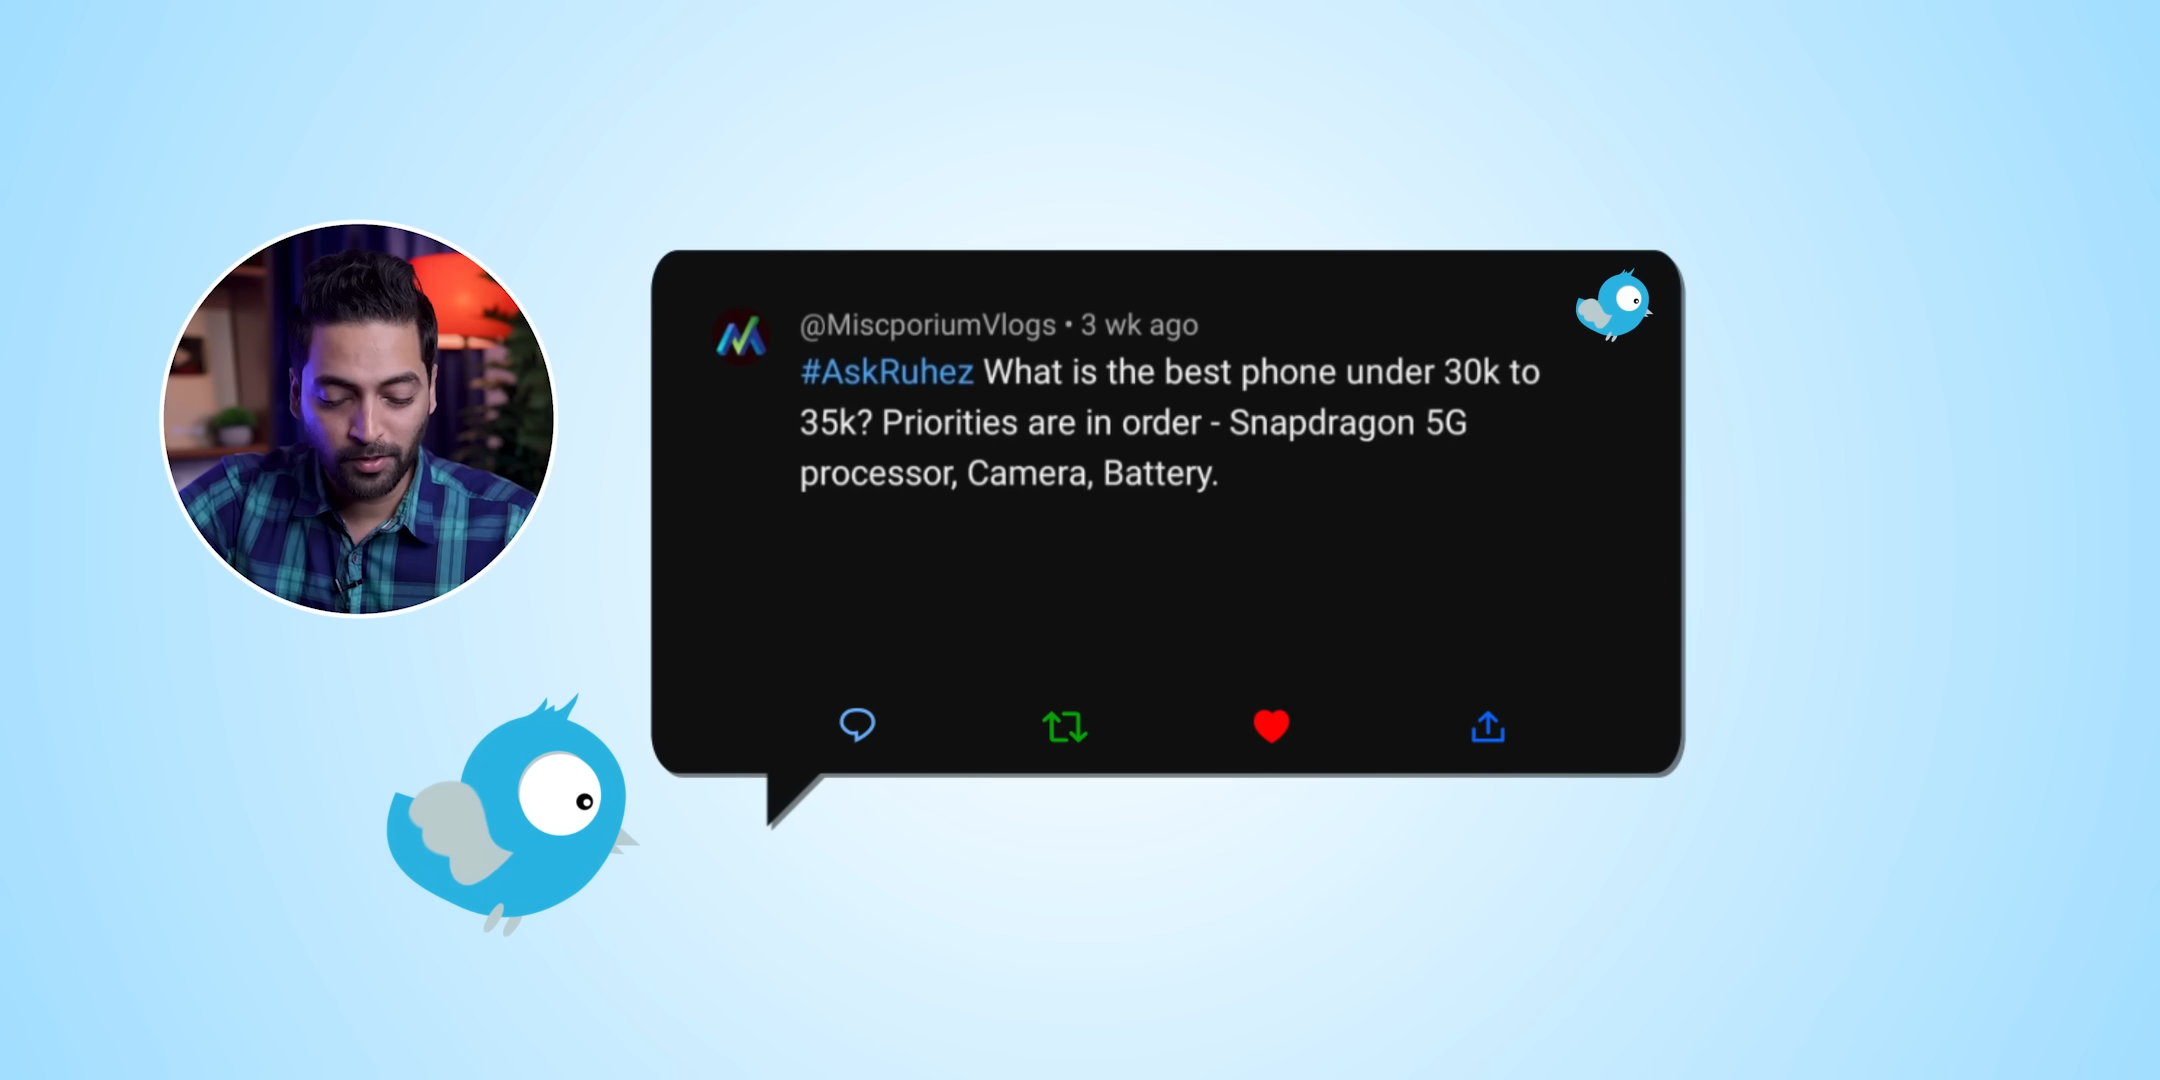 @MiscporiumVlogs • 3 wk ago
#AskRuhez What is the best phone under 30k to
35k? Priorities are in order - Snapdragon 5G
processor, Camera, Battery.